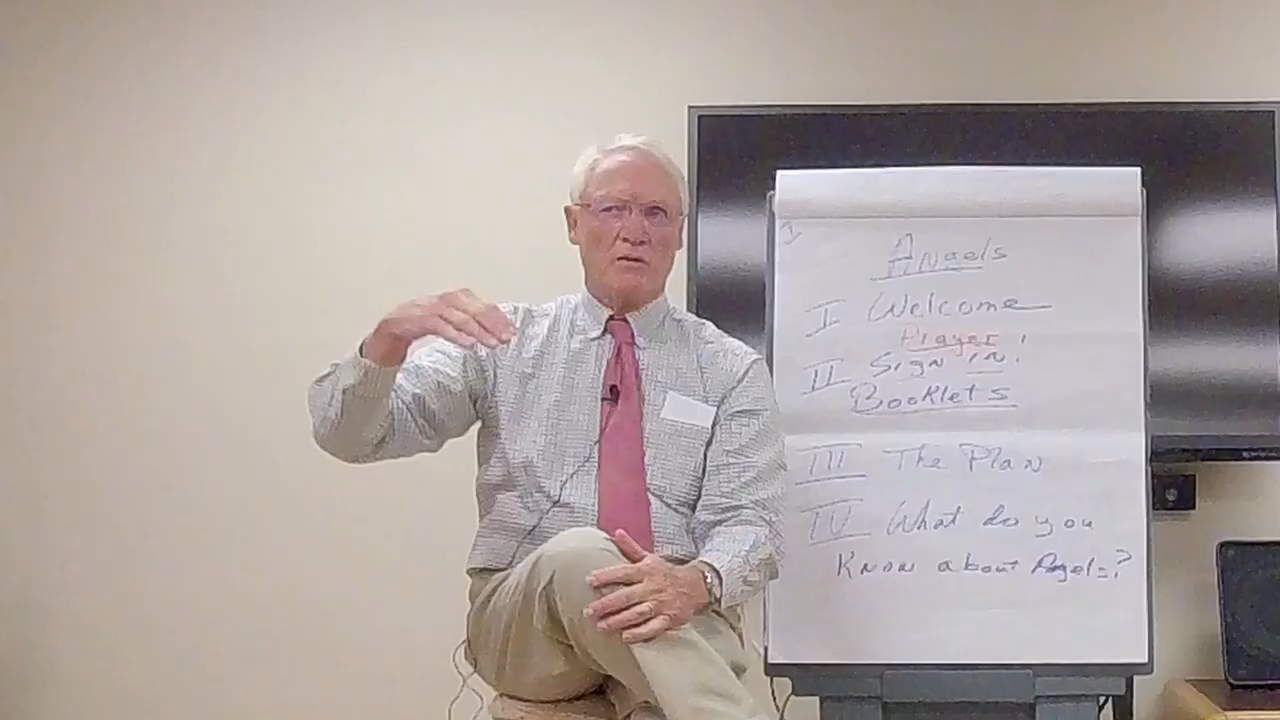 Angels
I Welcome
Prayer!
II Sign in!
Booklets
III The Plan
IV What do you
Know about Angels?